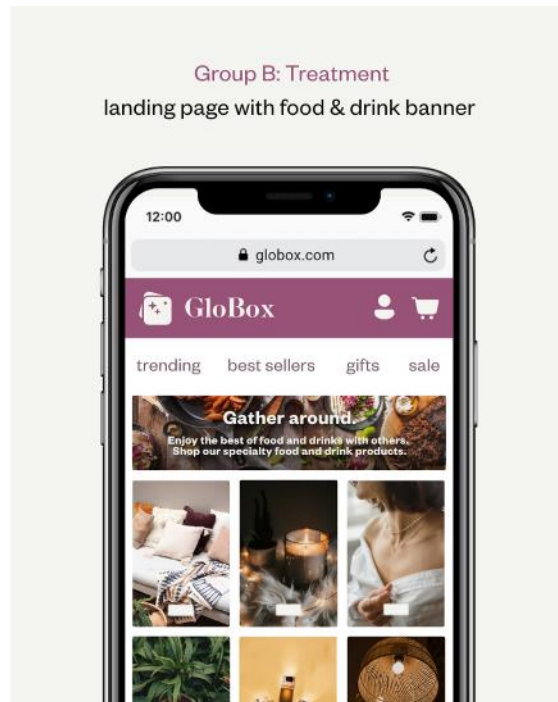 Group B: Treatment
landing page with food & drink banner
12:00
globox.com
GloBox
trending best sellers gifts sale
Gather around.
Enjoy the best of food and drinks with others.
Shop our specialty food and drink products.